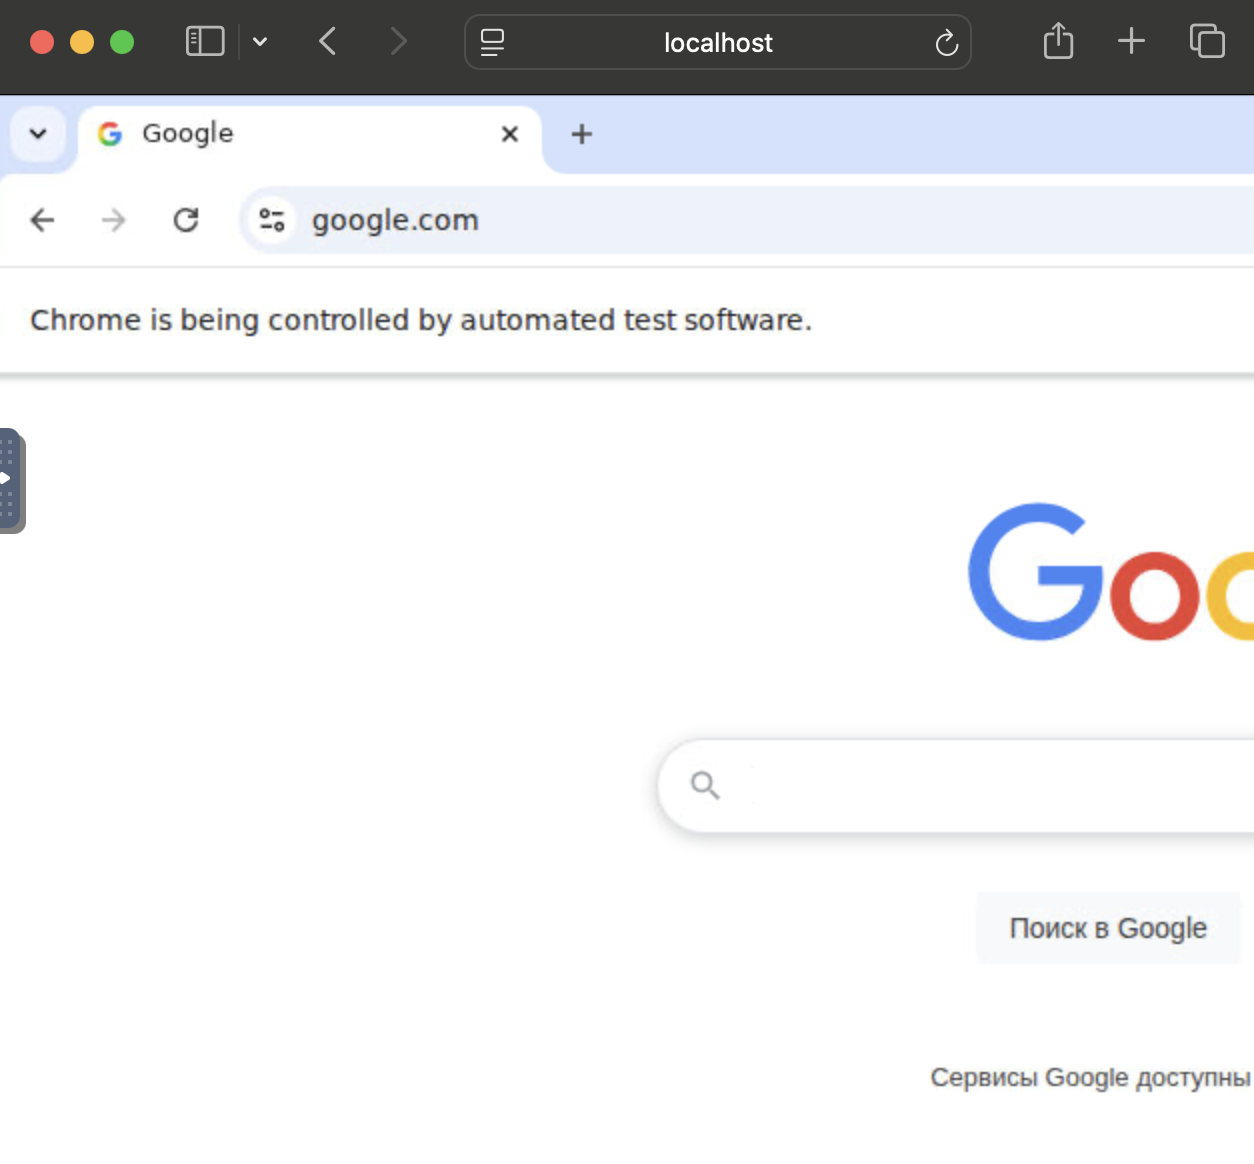 localhost
Google
google.com
Chrome is being controlled by automated test software.
Goo
Поиск в Google
Сервисы Google доступны